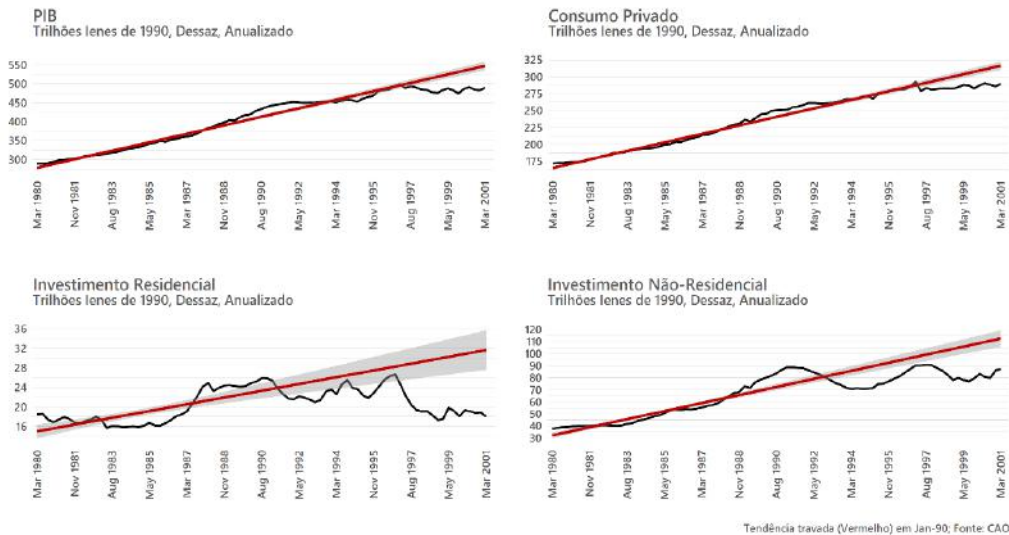 PIB
Trilhões Ienes de 1990, Dessaz, Anualizado
550
500
450
400
350
300
Mar 1980
Nov 1981
Aug 1983
May 1985
Mar 1987
Nov 1988
Aug 1990
May 1992
Mar 1994
Nov 1995
Aug 1997
May 1999
Mar 2001
Consumo Privado
Trilhões Ienes de 1990, Dessaz, Anualizado
325
300
275
250
225
200
175
Mar 1980
Nov 1981
Aug 1983
May 1985
Mar 1987
Nov 1988
Aug 1990
May 1992
Mar 1994
Nov 1995
Aug 1997
May 1999
Mar 2001
Investimento Residencial
Trilhões Ienes de 1990, Dessaz, Anualizado
36
32
28
24
20
16
Mar 1980
Nov 1981
Aug 1983
May 1985
Mar 1987
Nov 1988
Aug 1990
May 1992
Mar 1994
Nov 1995
Aug 1997
May 1999
Mar 2001
Investimento Não-Residencial
Trilhões Ienes de 1990, Dessaz, Anualizado
120
110
100
90
80
70
60
50
40
30
Mar 1980
Nov 1981
Aug 1983
May 1985
Mar 1987
Nov 1988
Aug 1990
May 1992
Mar 1994
Nov 1995
Aug 1997
May 1999
Mar 2001
Tendência travada (Vermelho) em Jan-90; Fonte: CAO